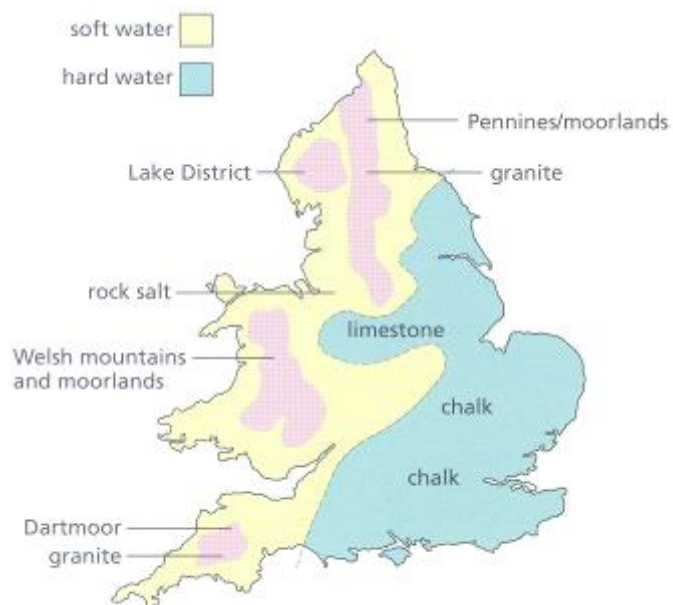 soft water
hard water
Pennines/moorlands
Lake District
granite
rock salt
limestone
Welsh mountains
and moorlands
chalk
chalk
Dartmoor
granite